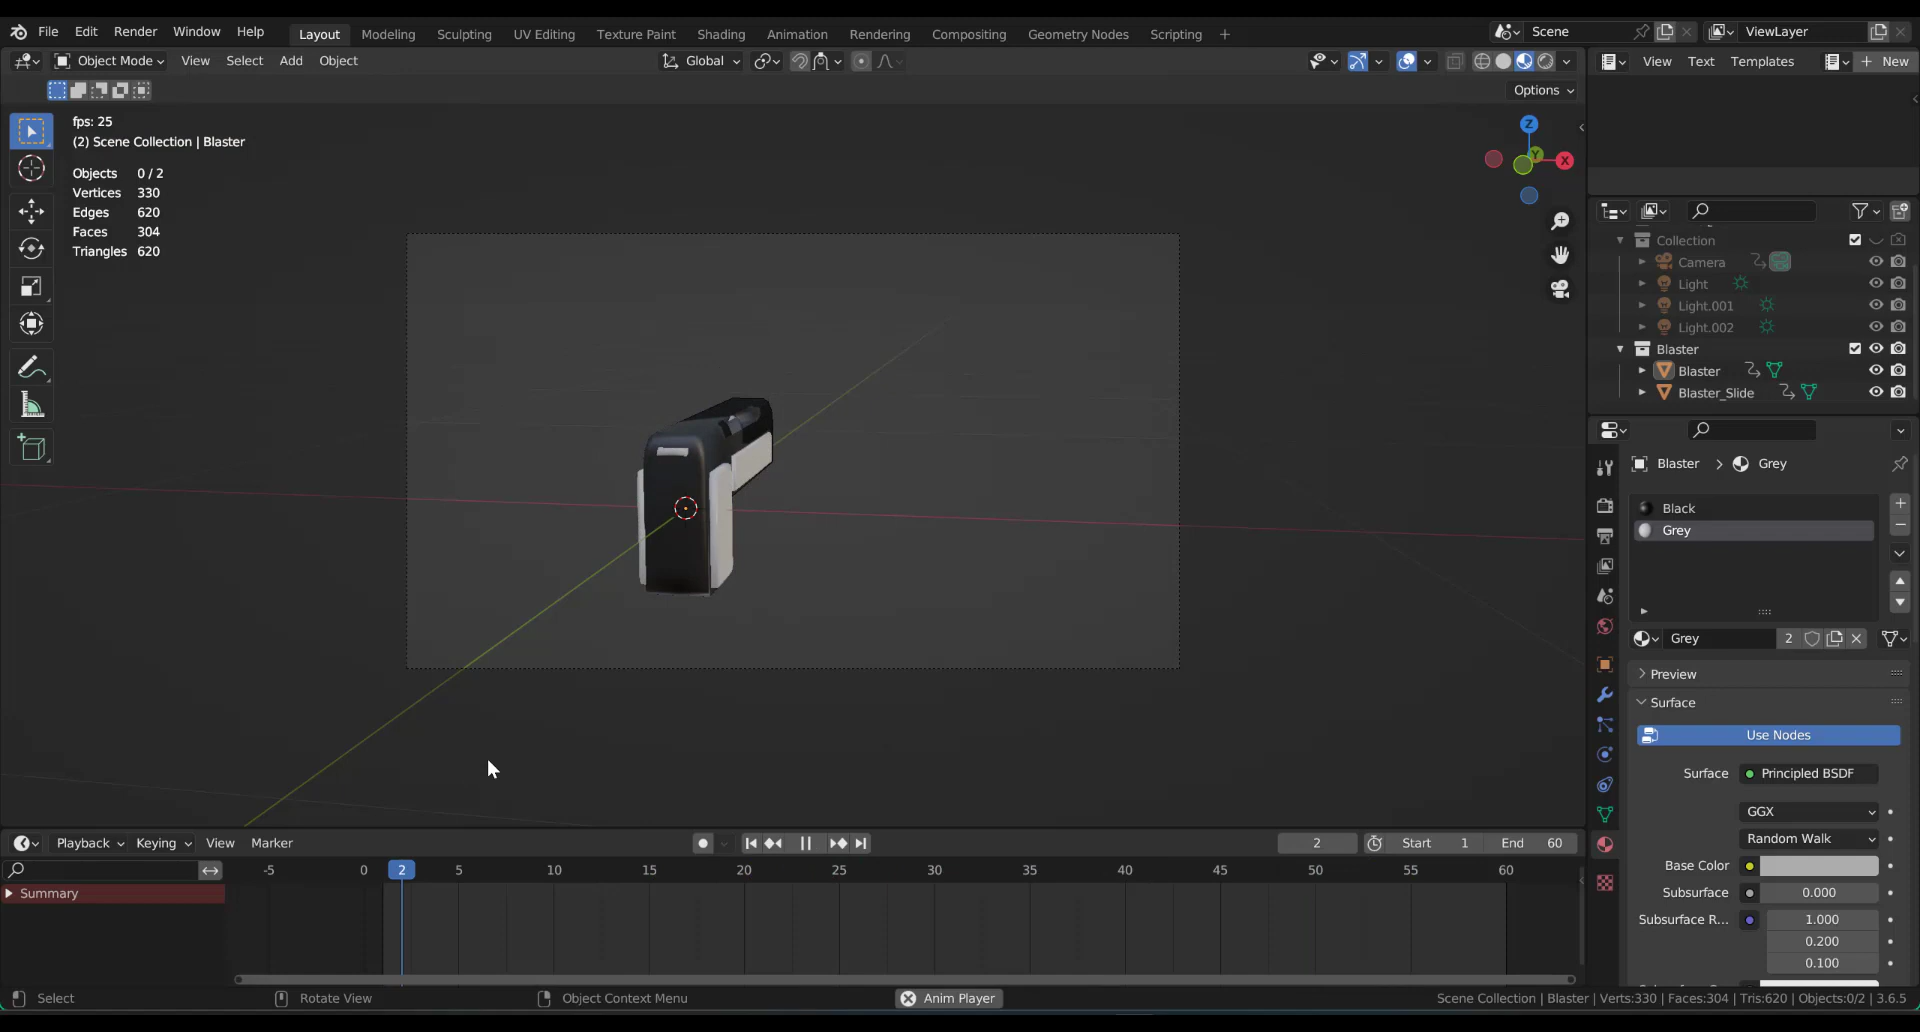 File Edit Render Window Help Layout Modeling Sculpting UV Editing Texture Paint Shading Animation Rendering Compositing Geometry Nodes Scripting + Scene ViewLayer
Object Mode View Select Add Object Global View Text Templates + New
Options
fps: 25
(2) Scene Collection | Blaster
Objects 0 / 2
Vertices 330
Edges 620
Faces 304
Triangles 620
Z
Y
X
Collection
Camera
Light
Light.001
Light.002
Blaster
Blaster
Blaster_Slide
Blaster > Grey
Black
Grey
Grey 2
Preview
Surface
Use Nodes
Surface Principled BSDF
GGX
Random Walk
Base Color
Subsurface 0.000
Subsurface R... 1.000
0.200
0.100
Playback Keying View Marker 2 Start 1 End 60
-5 0 2 5 10 15 20 25 30 35 40 45 50 55 60
Summary
Select Rotate View Object Context Menu Anim Player Scene Collection | Blaster | Verts:330 | Faces:304 | Tris:620 | Objects:0/2 | 3.6.5